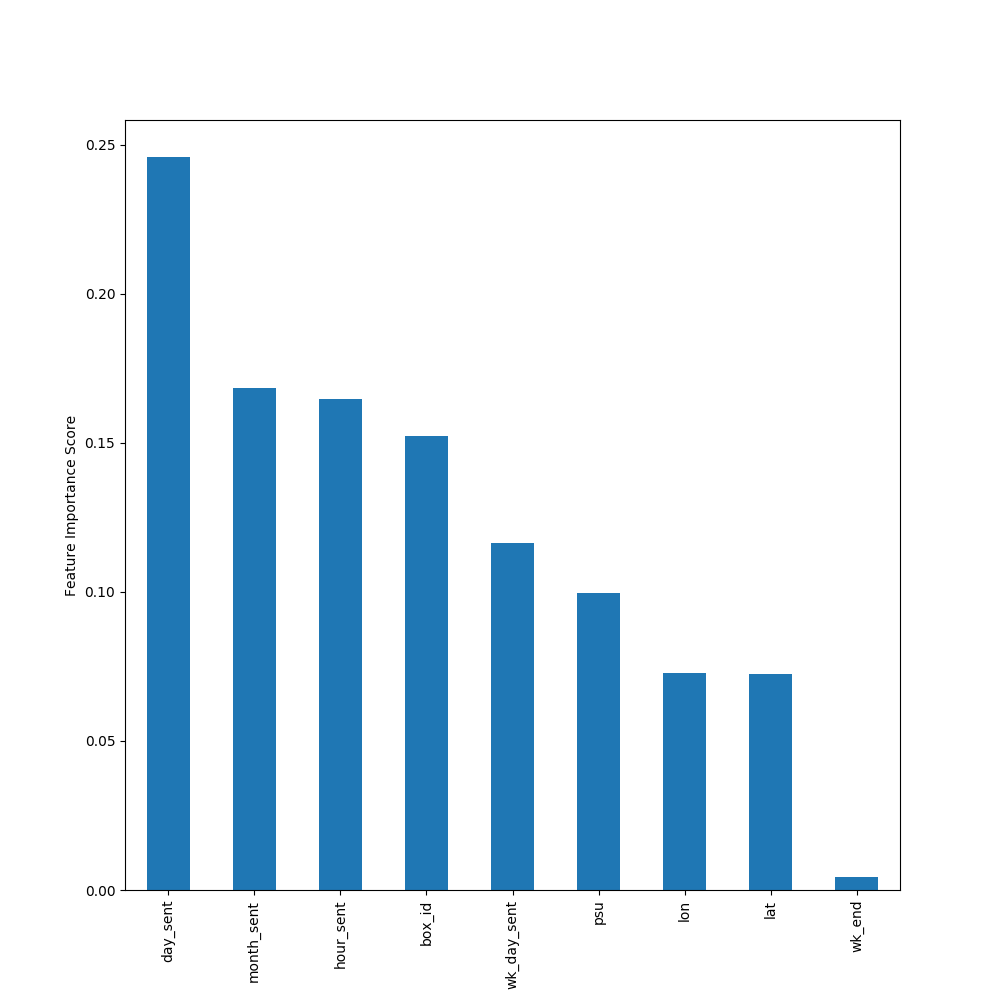 0.25
0.20
0.15
0.10
0.05
0.00
Feature Importance Score
day_sent
month_sent
hour_sent
box_id
wk_day_sent
psu
lon
lat
wk_end